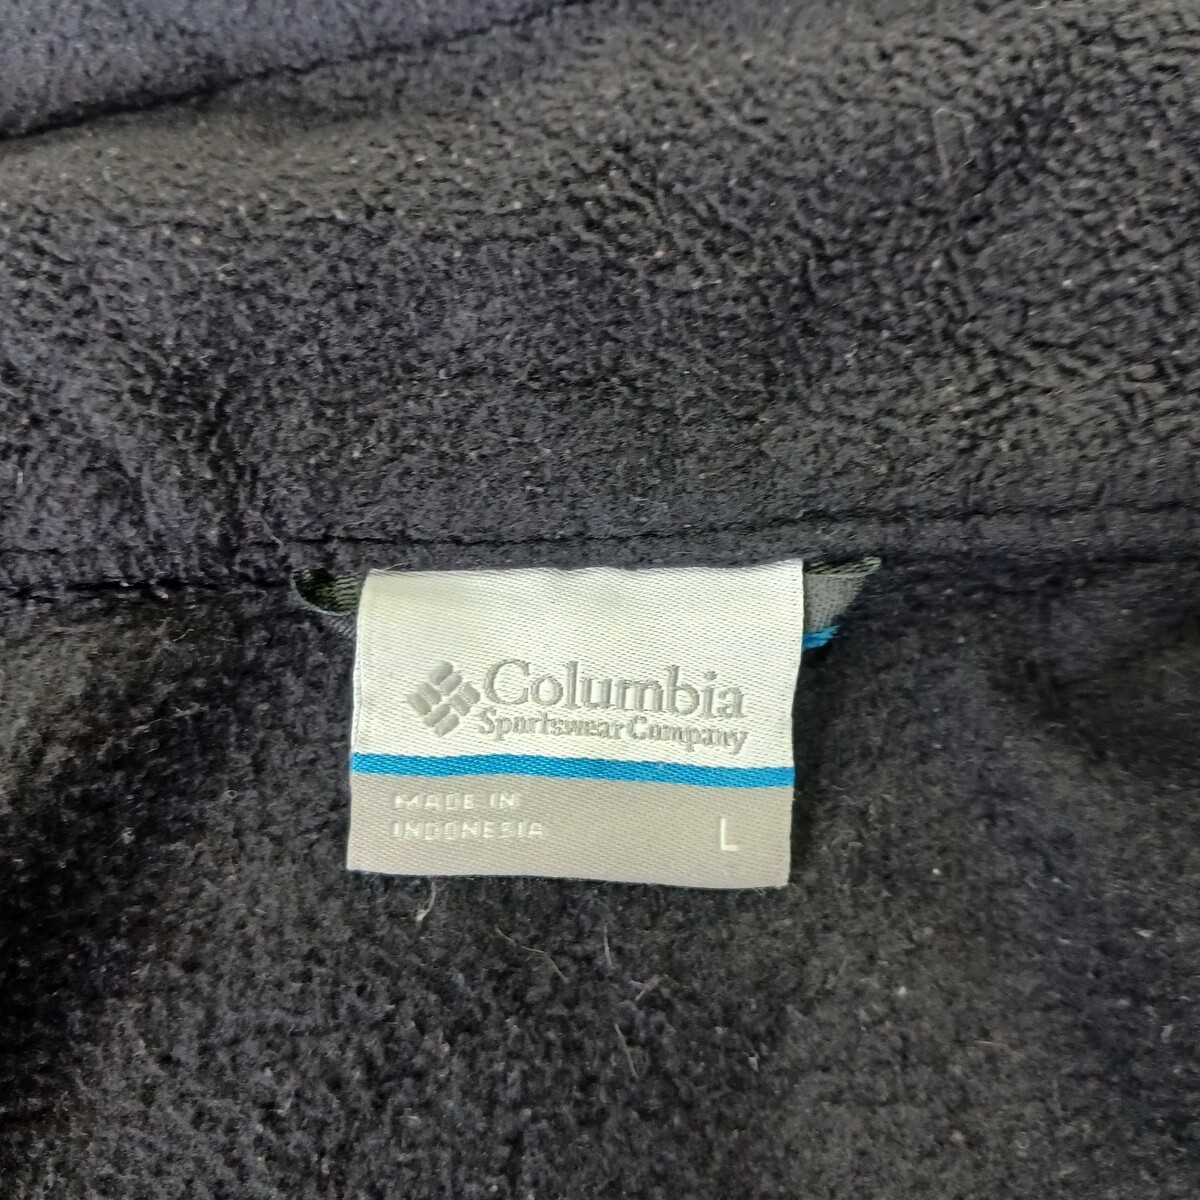 Columbia
Sportswear Company
MADE IN
INDONESIA
L